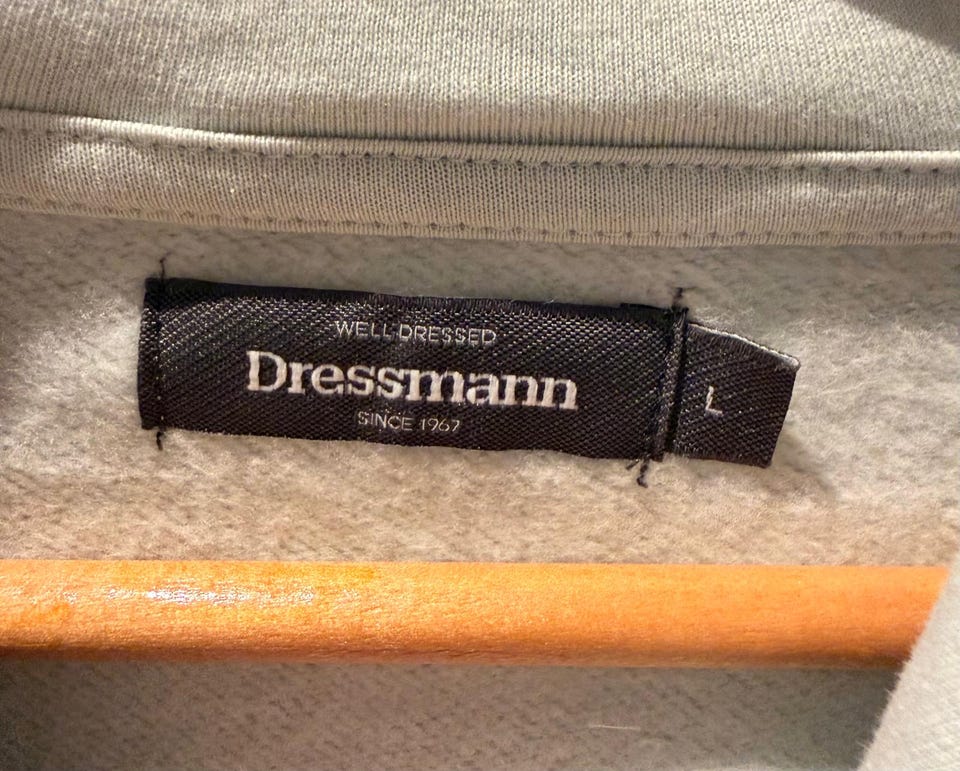 WELL DRESSED
Dressmann
SINCE 1967
L